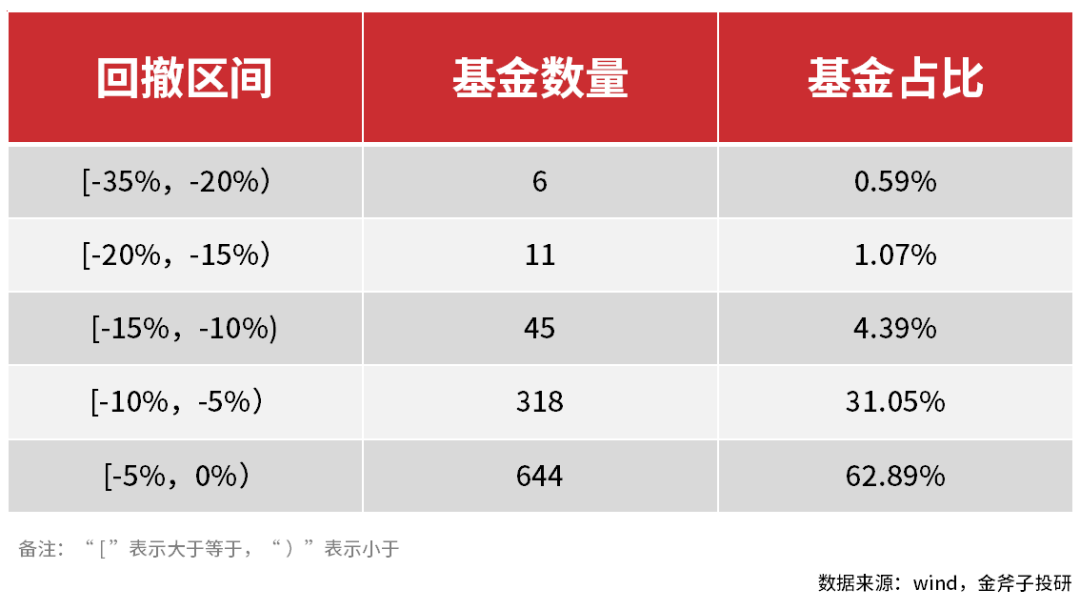 回撤区间 基金数量 基金占比
[-35%，-20%） 6 0.59%
[-20%，-15%） 11 1.07%
[-15%，-10%) 45 4.39%
[-10%，-5%） 318 31.05%
[-5%，0%） 644 62.89%
备注：“［”表示大于等于，“）”表示小于
数据来源：wind，金斧子投研